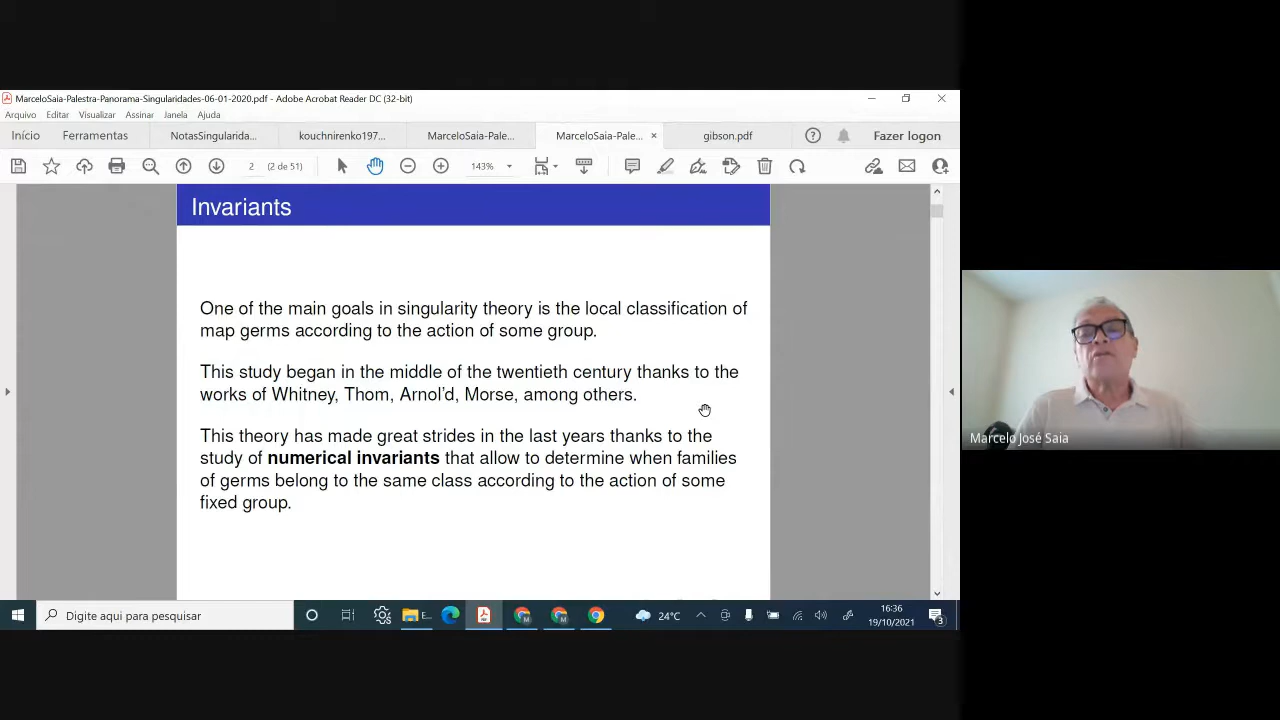 MarceloSaia-Palestra-Panorama-Singularidades-06-01-2020.pdf - Adobe Acrobat Reader DC (32-bit)
Arquivo Editar Visualizar Assinar Janela Ajuda
Início Ferramentas NotasSingularida... kouchnirenko197... MarceloSaia-Pale... MarceloSaia-Pale... × gibson.pdf Fazer logon
2 (2 de 51) 143%
Invariants
One of the main goals in singularity theory is the local classification of
map germs according to the action of some group.
This study began in the middle of the twentieth century thanks to the
works of Whitney, Thom, Arnol'd, Morse, among others.
This theory has made great strides in the last years thanks to the
study of numerical invariants that allow to determine when families
of germs belong to the same class according to the action of some
fixed group.
Marcelo José Saia
Digite aqui para pesquisar
E...
24°C
16:36
19/10/2021
3